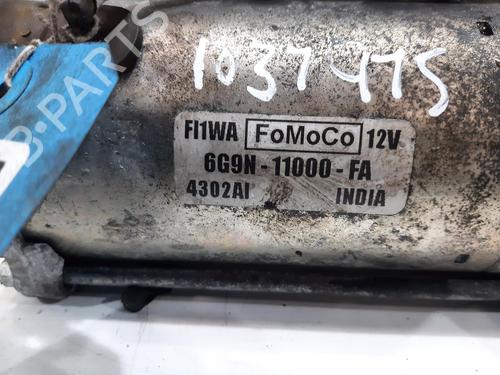 1037475
FI1WA FoMoCo 12V
6G9N - 11000 - FA
4302AI INDIA
B-PARTS